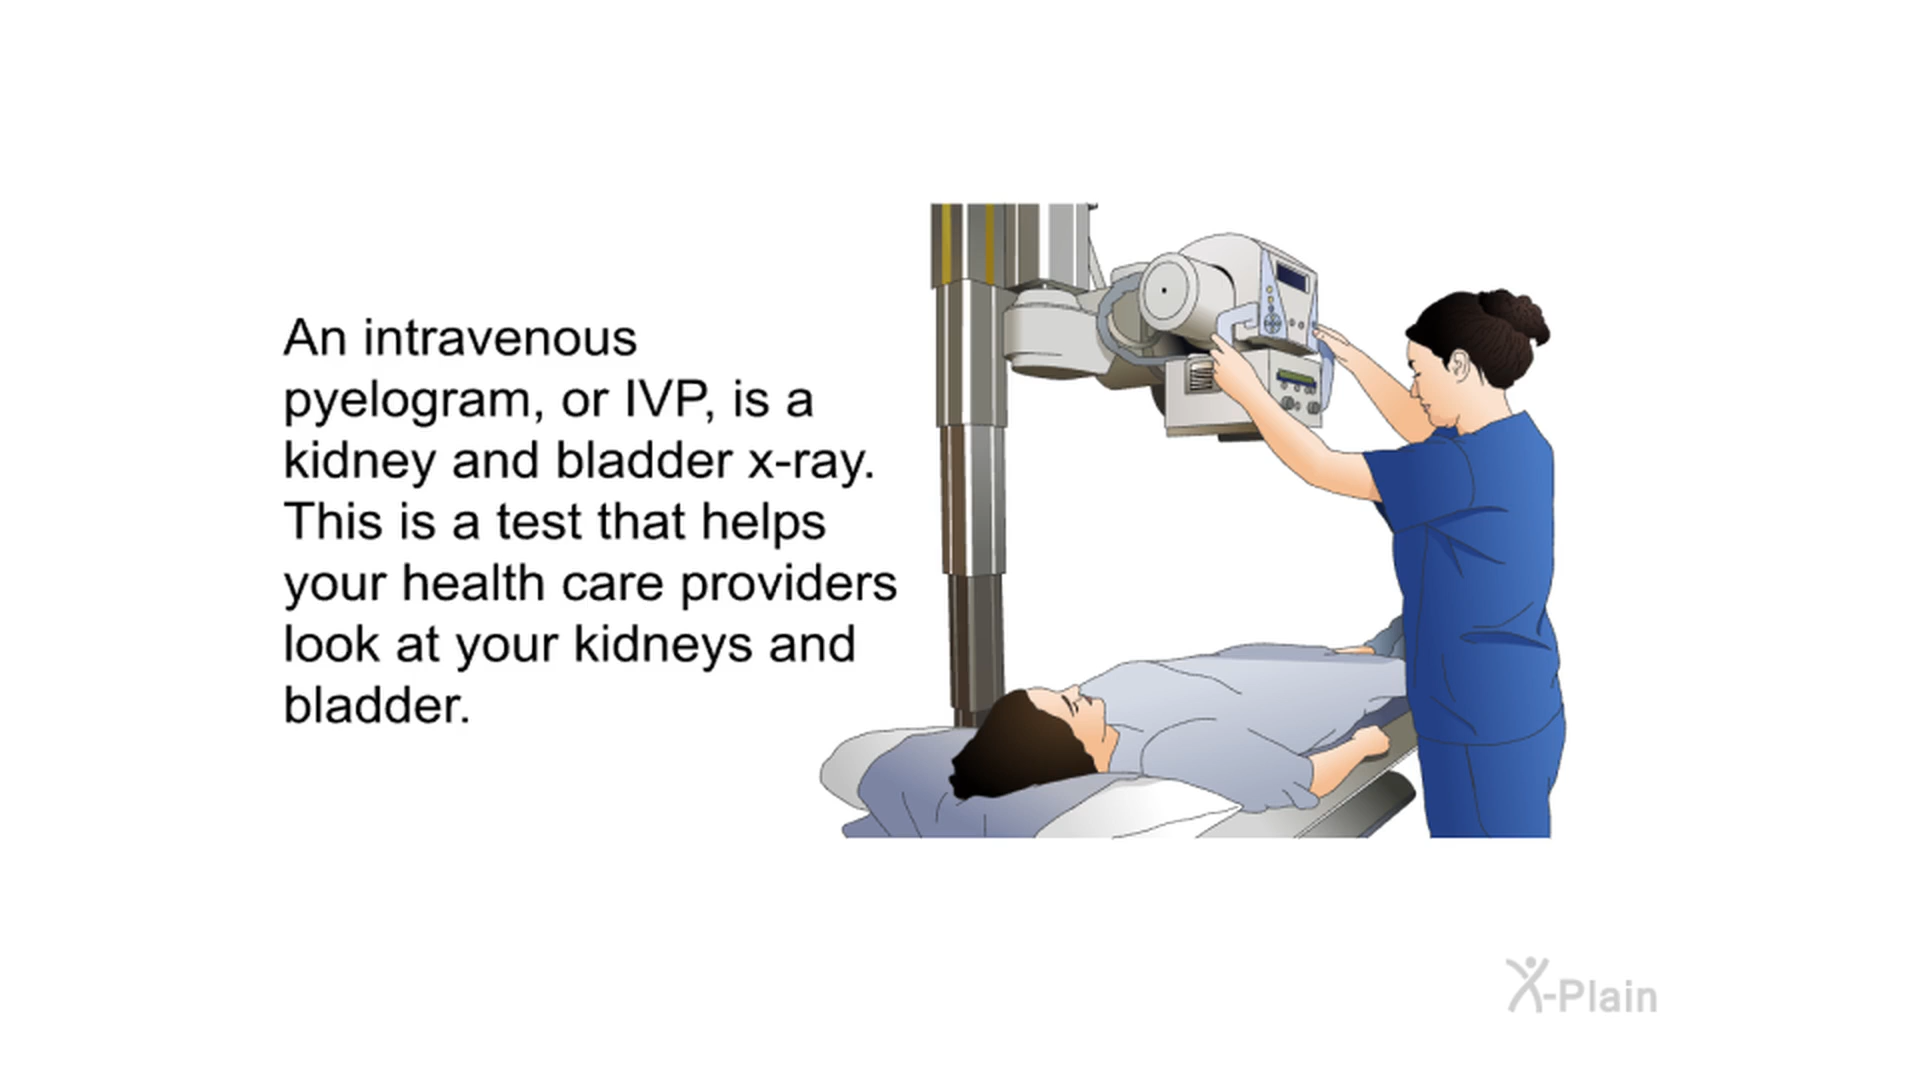 An intravenous
pyelogram, or IVP, is a
kidney and bladder x-ray.
This is a test that helps
your health care providers
look at your kidneys and
bladder.
X-Plain